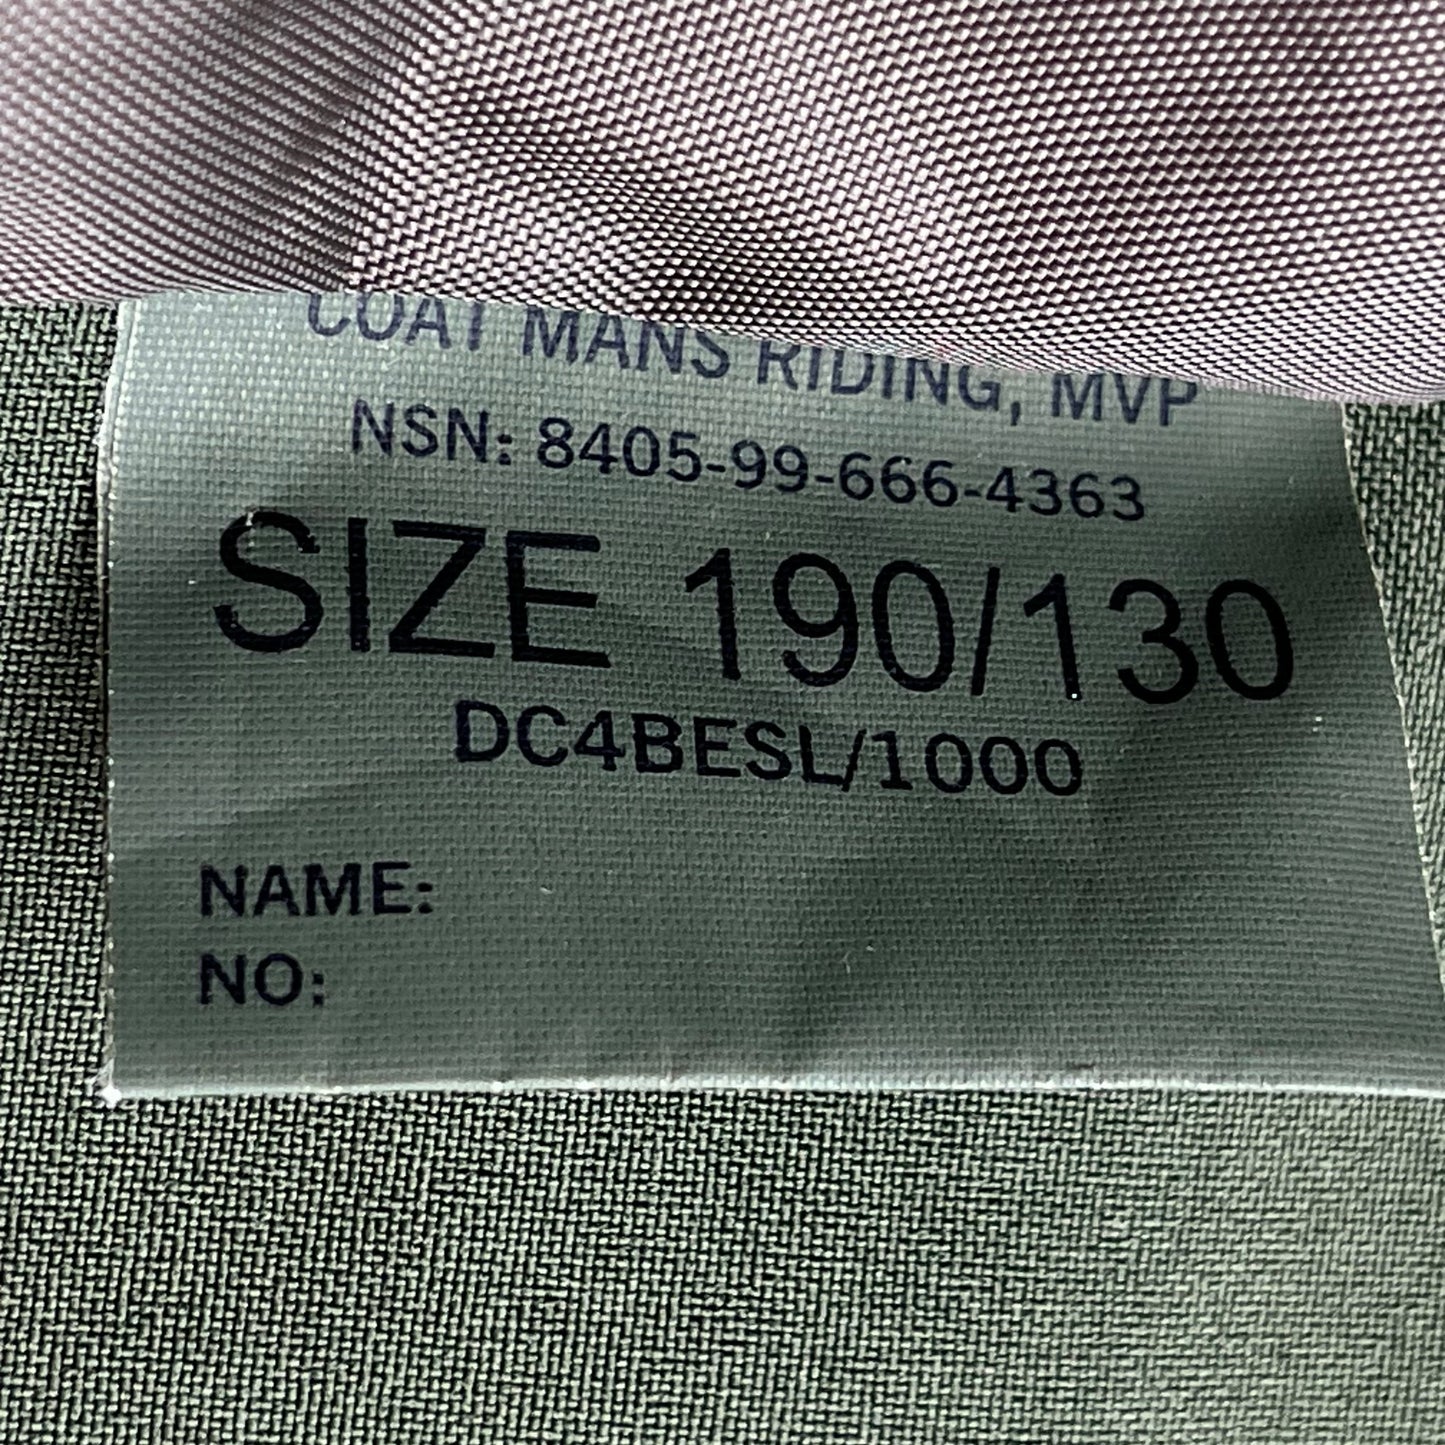 COAT MANS RIDING, MVP
NSN: 8405-99-666-4363
SIZE 190/130
DC4BESL/1000
NAME:
NO: